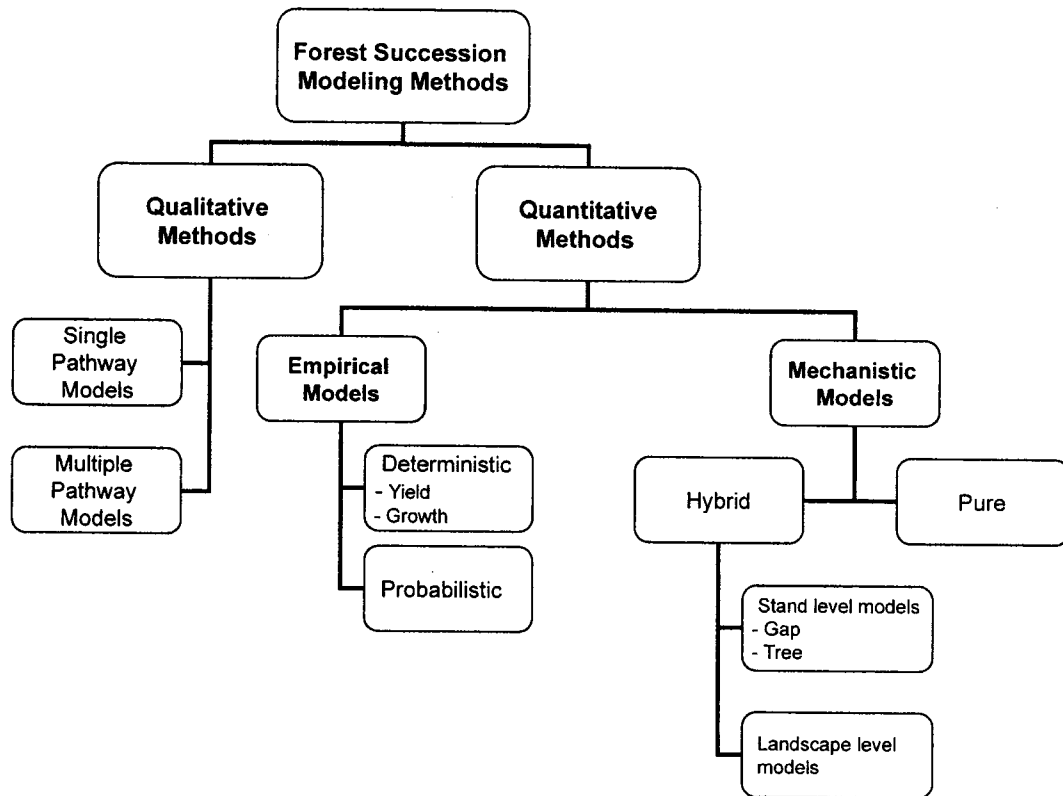 Forest Succession
Modeling Methods
Qualitative
Methods
Quantitative
Methods
Single
Pathway
Models
Multiple
Pathway
Models
Empirical
Models
Deterministic
- Yield
- Growth
Probabilistic
Mechanistic
Models
Hybrid
Pure
Stand level models
- Gap
- Tree
Landscape level
models